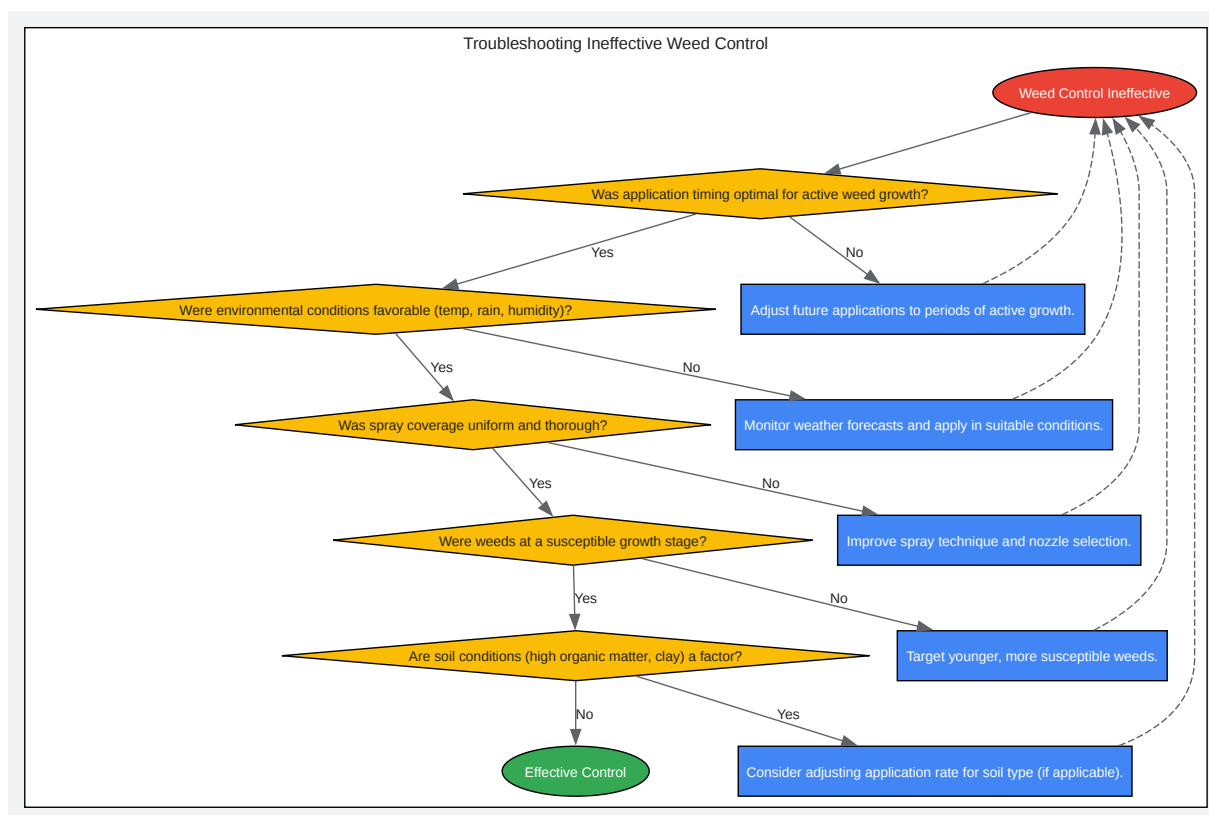 Troubleshooting Ineffective Weed Control
Weed Control Ineffective
Was application timing optimal for active weed growth?
Yes
No
Were environmental conditions favorable (temp, rain, humidity)?
Adjust future applications to periods of active growth.
Yes
No
Was spray coverage uniform and thorough?
Monitor weather forecasts and apply in suitable conditions.
Yes
No
Were weeds at a susceptible growth stage?
Improve spray technique and nozzle selection.
Yes
No
Are soil conditions (high organic matter, clay) a factor?
Target younger, more susceptible weeds.
No
Yes
Effective Control
Consider adjusting application rate for soil type (if applicable).